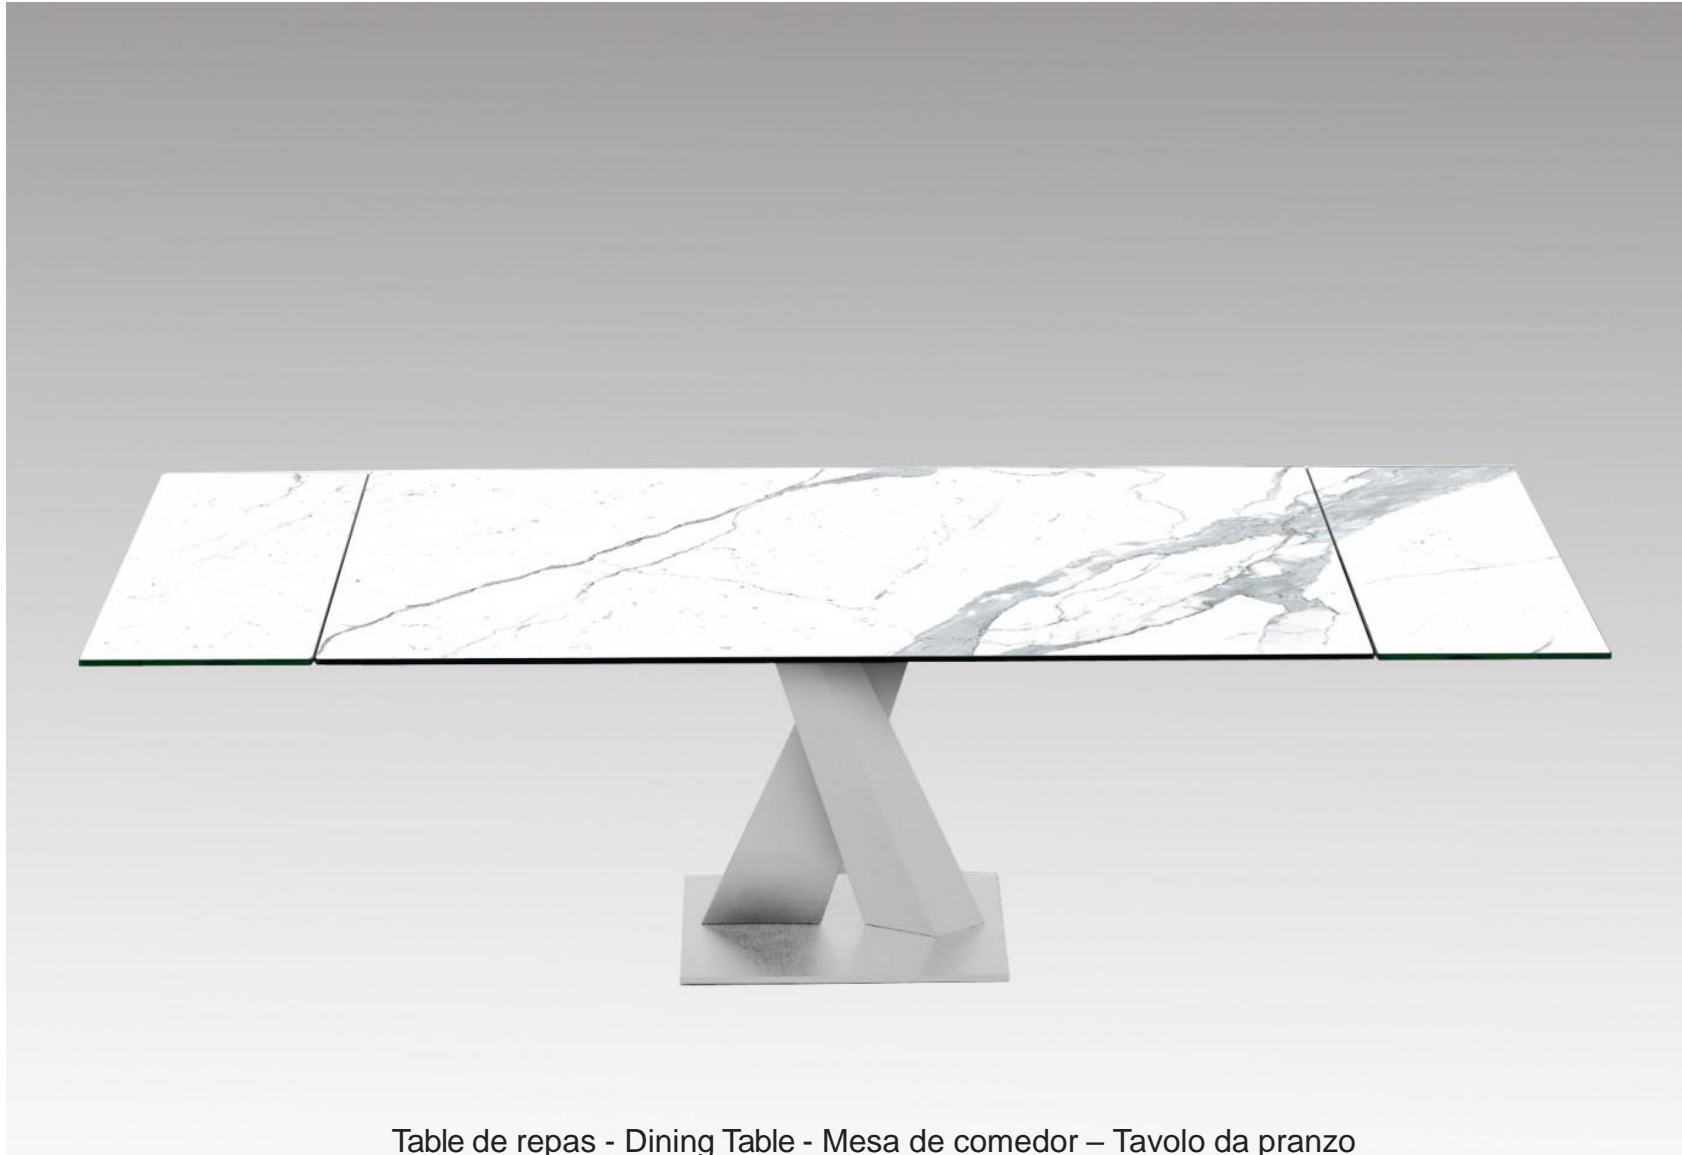 Table de repas - Dining Table - Mesa de comedor – Tavolo da pranzo